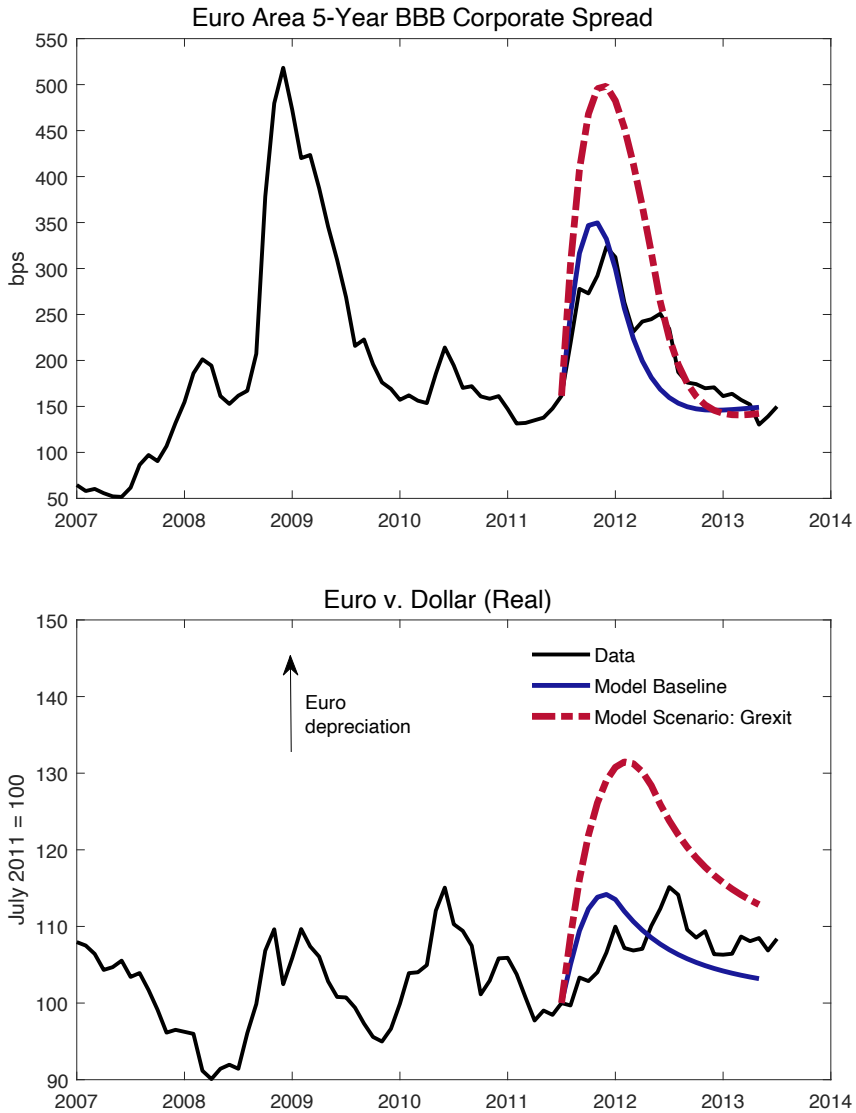 Euro Area 5-Year BBB Corporate Spread
550
500
450
400
350
300
250
200
150
100
50
bps
2007 2008 2009 2010 2011 2012 2013 2014
Euro v. Dollar (Real)
150
140
130
120
110
100
90
July 2011 = 100
Euro
depreciation
Data
Model Baseline
Model Scenario: Grexit
2007 2008 2009 2010 2011 2012 2013 2014